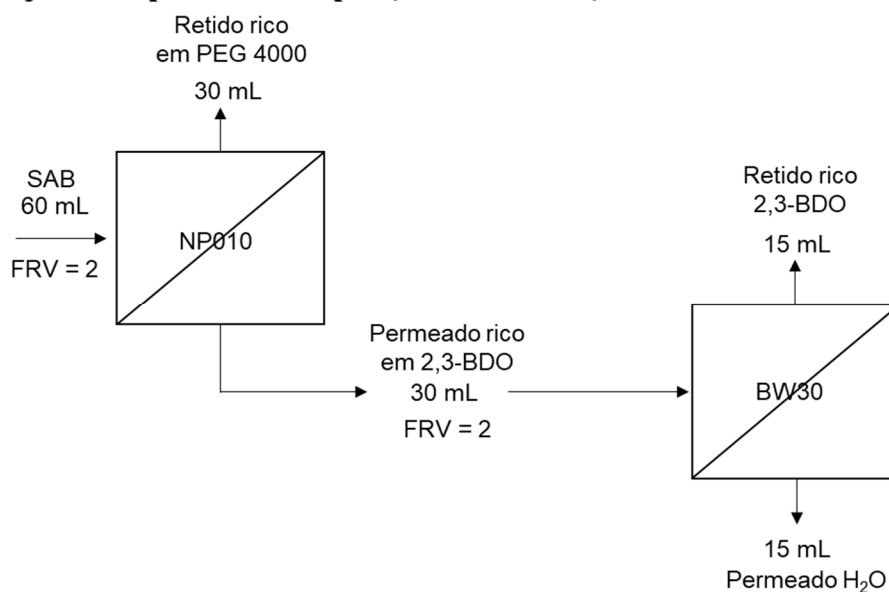 Retido rico
em PEG 4000
30 mL
SAB
60 mL
FRV = 2
NP010
Permeado rico
em 2,3-BDO
30 mL
FRV = 2
Retido rico
2,3-BDO
15 mL
BW30
15 mL
Permeado H₂O